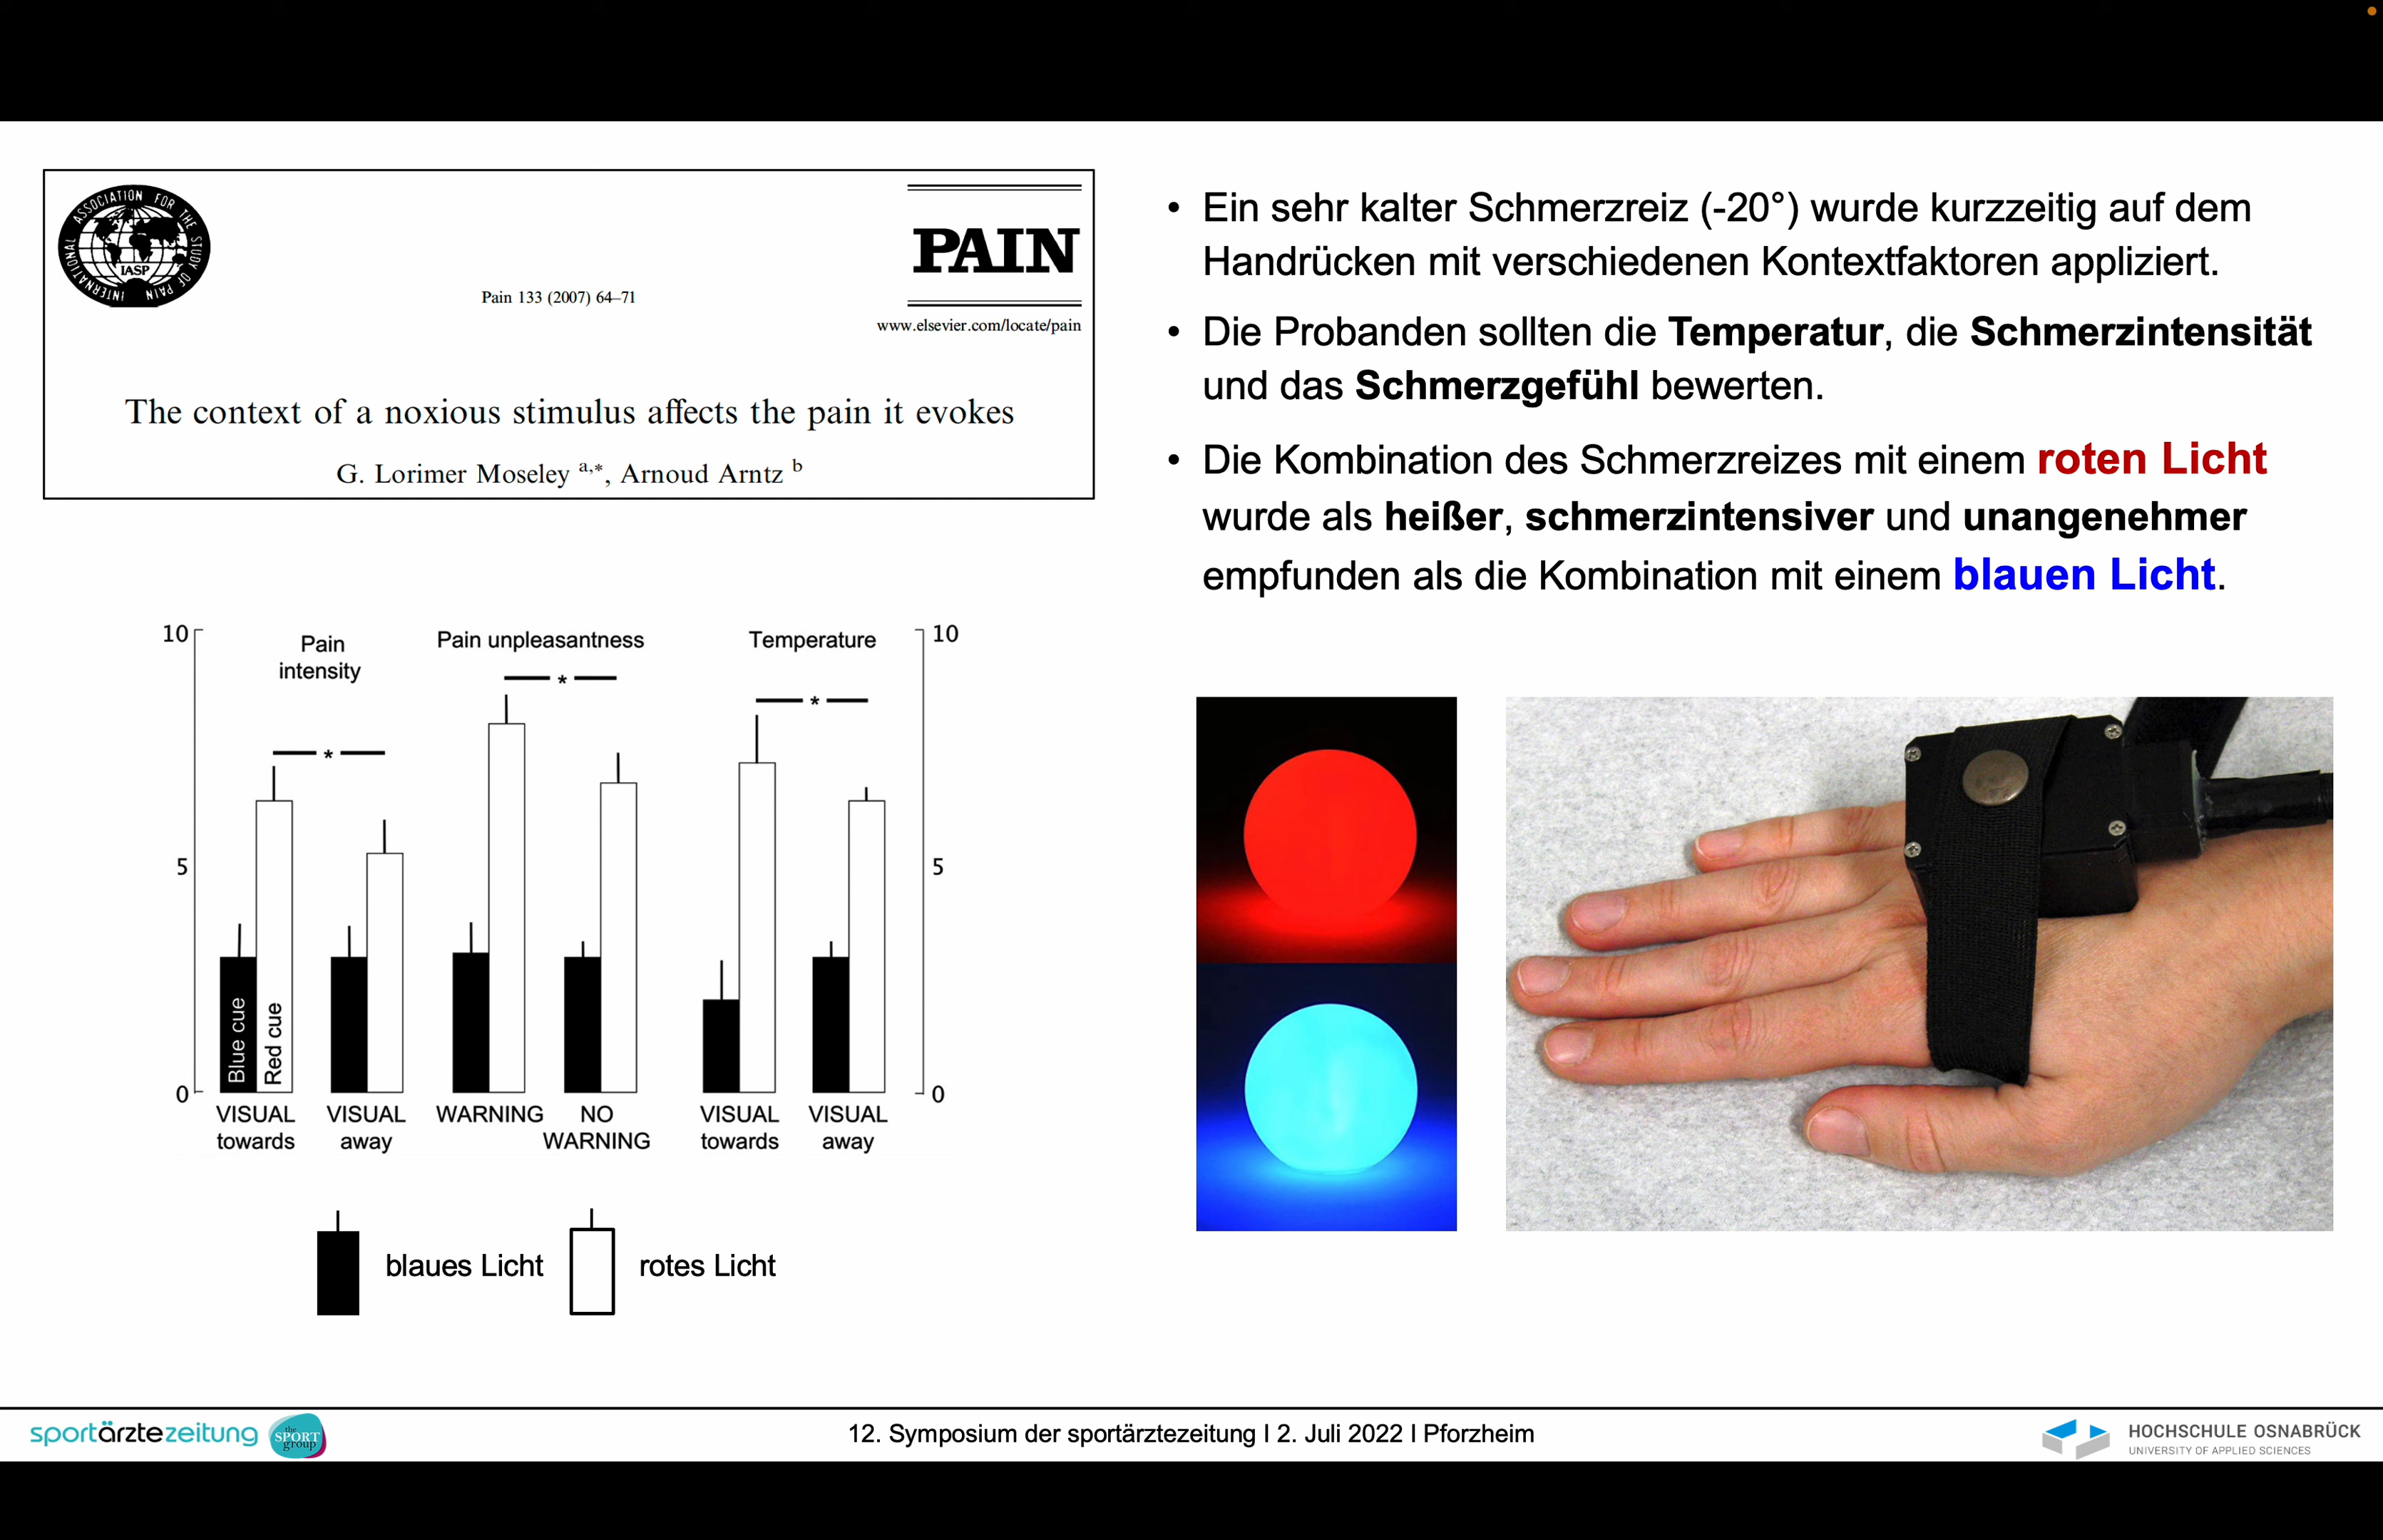 INTERNATIONAL ASSOCIATION FOR THE STUDY OF PAIN
IASP
PAIN
Pain 133 (2007) 64–71
www.elsevier.com/locate/pain
The context of a noxious stimulus affects the pain it evokes
G. Lorimer Moseley a,*, Arnoud Arntz b
• Ein sehr kalter Schmerzreiz (-20°) wurde kurzzeitig auf dem
Handrücken mit verschiedenen Kontextfaktoren appliziert.
• Die Probanden sollten die Temperatur, die Schmerzintensität
und das Schmerzgefühl bewerten.
• Die Kombination des Schmerzreizes mit einem roten Licht
wurde als heißer, schmerzintensiver und unangenehmer
empfunden als die Kombination mit einem blauen Licht.
10
Pain
intensity
Pain unpleasantness
Temperature
10
*
*
*
5
5
Blue cue
Red cue
0
0
VISUAL
towards
VISUAL
away
WARNING
NO
WARNING
VISUAL
towards
VISUAL
away
blaues Licht
rotes Licht
sportärztezeitung
the
SPORT
group
12. Symposium der sportärztezeitung I 2. Juli 2022 I Pforzheim
HOCHSCHULE OSNABRÜCK
UNIVERSITY OF APPLIED SCIENCES